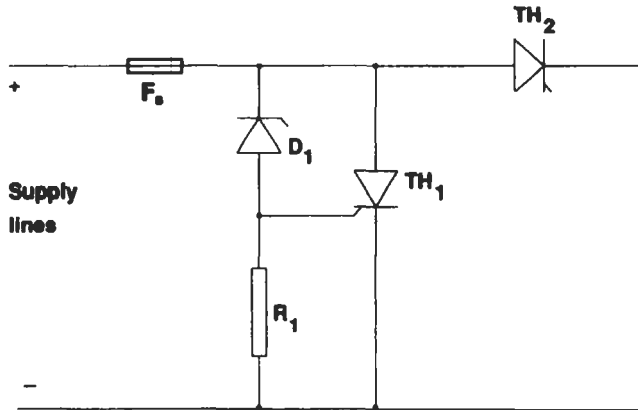 TH2
+
Fs
D1
TH1
Supply
lines
R1
−